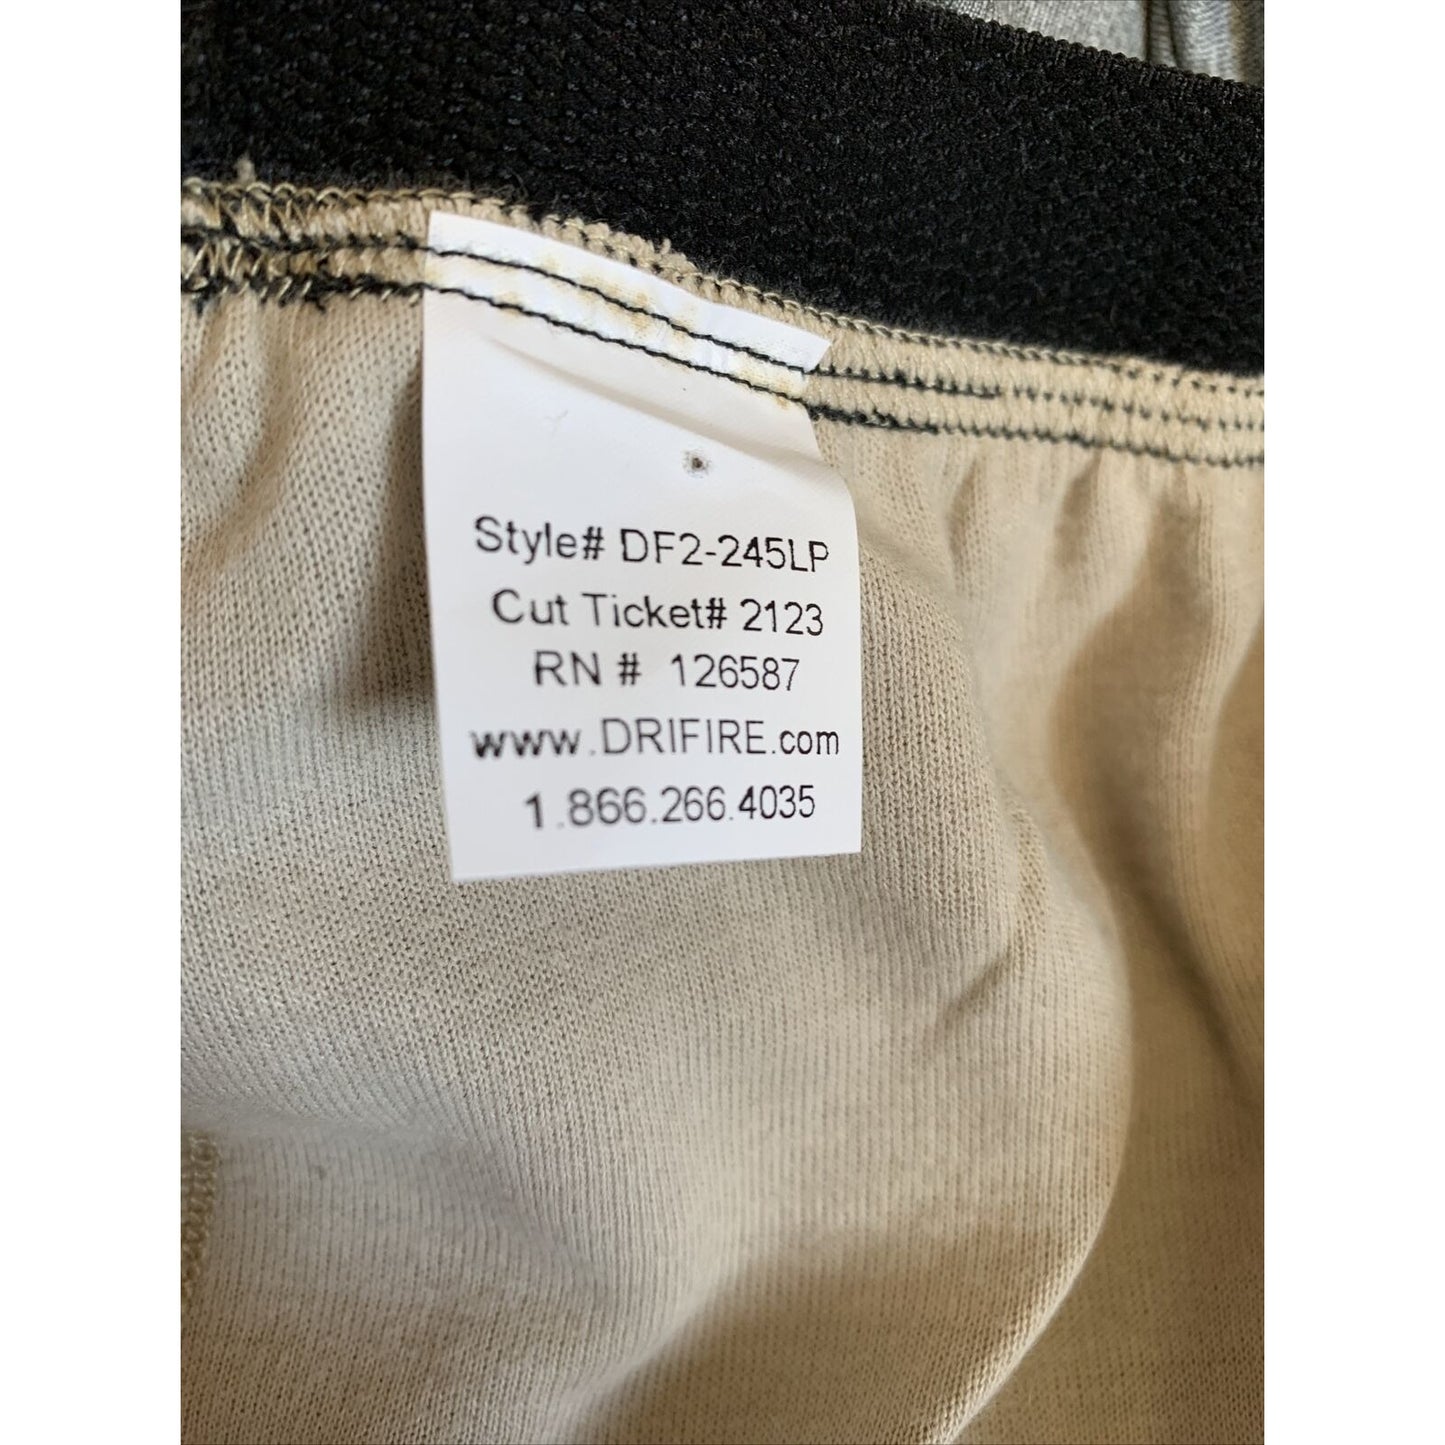 Style# DF2-245LP
Cut Ticket# 2123
RN # 126587
www.DRIFIRE.com
1.866.266.4035